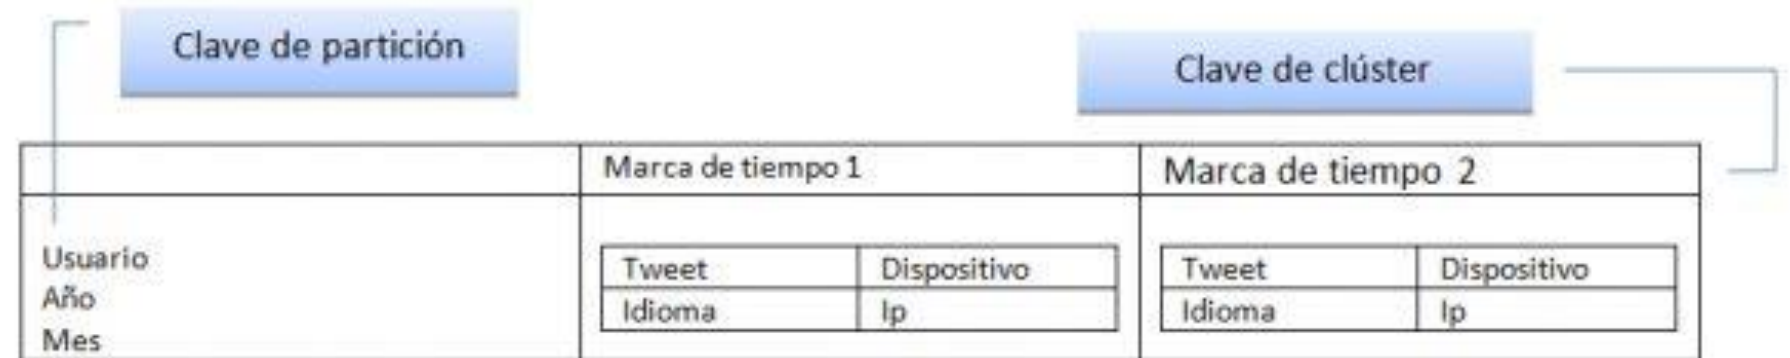 Clave de partición
Clave de clúster
Marca de tiempo 1
Marca de tiempo 2
Usuario
Año
Mes
Tweet Dispositivo
Idioma Ip
Tweet Dispositivo
Idioma Ip